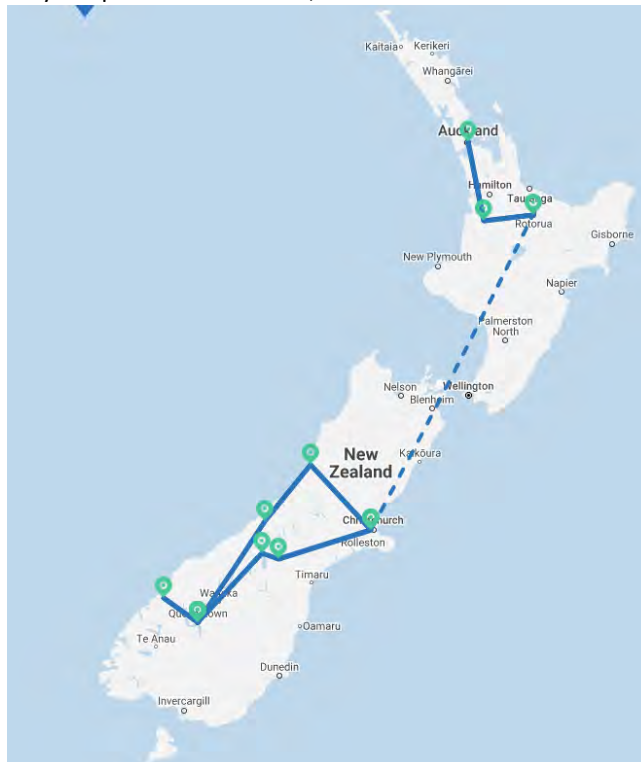 Kaitaia
Kerikeri
Whangārei
Auckland
Hamilton
Tauranga
Rotorua
Gisborne
New Plymouth
Napier
Palmerston
North
Nelson
Wellington
Blenheim
New
Zealand
Kaikōura
Christchurch
Rolleston
Timaru
Queenstown
Te Anau
Oamaru
Dunedin
Invercargill